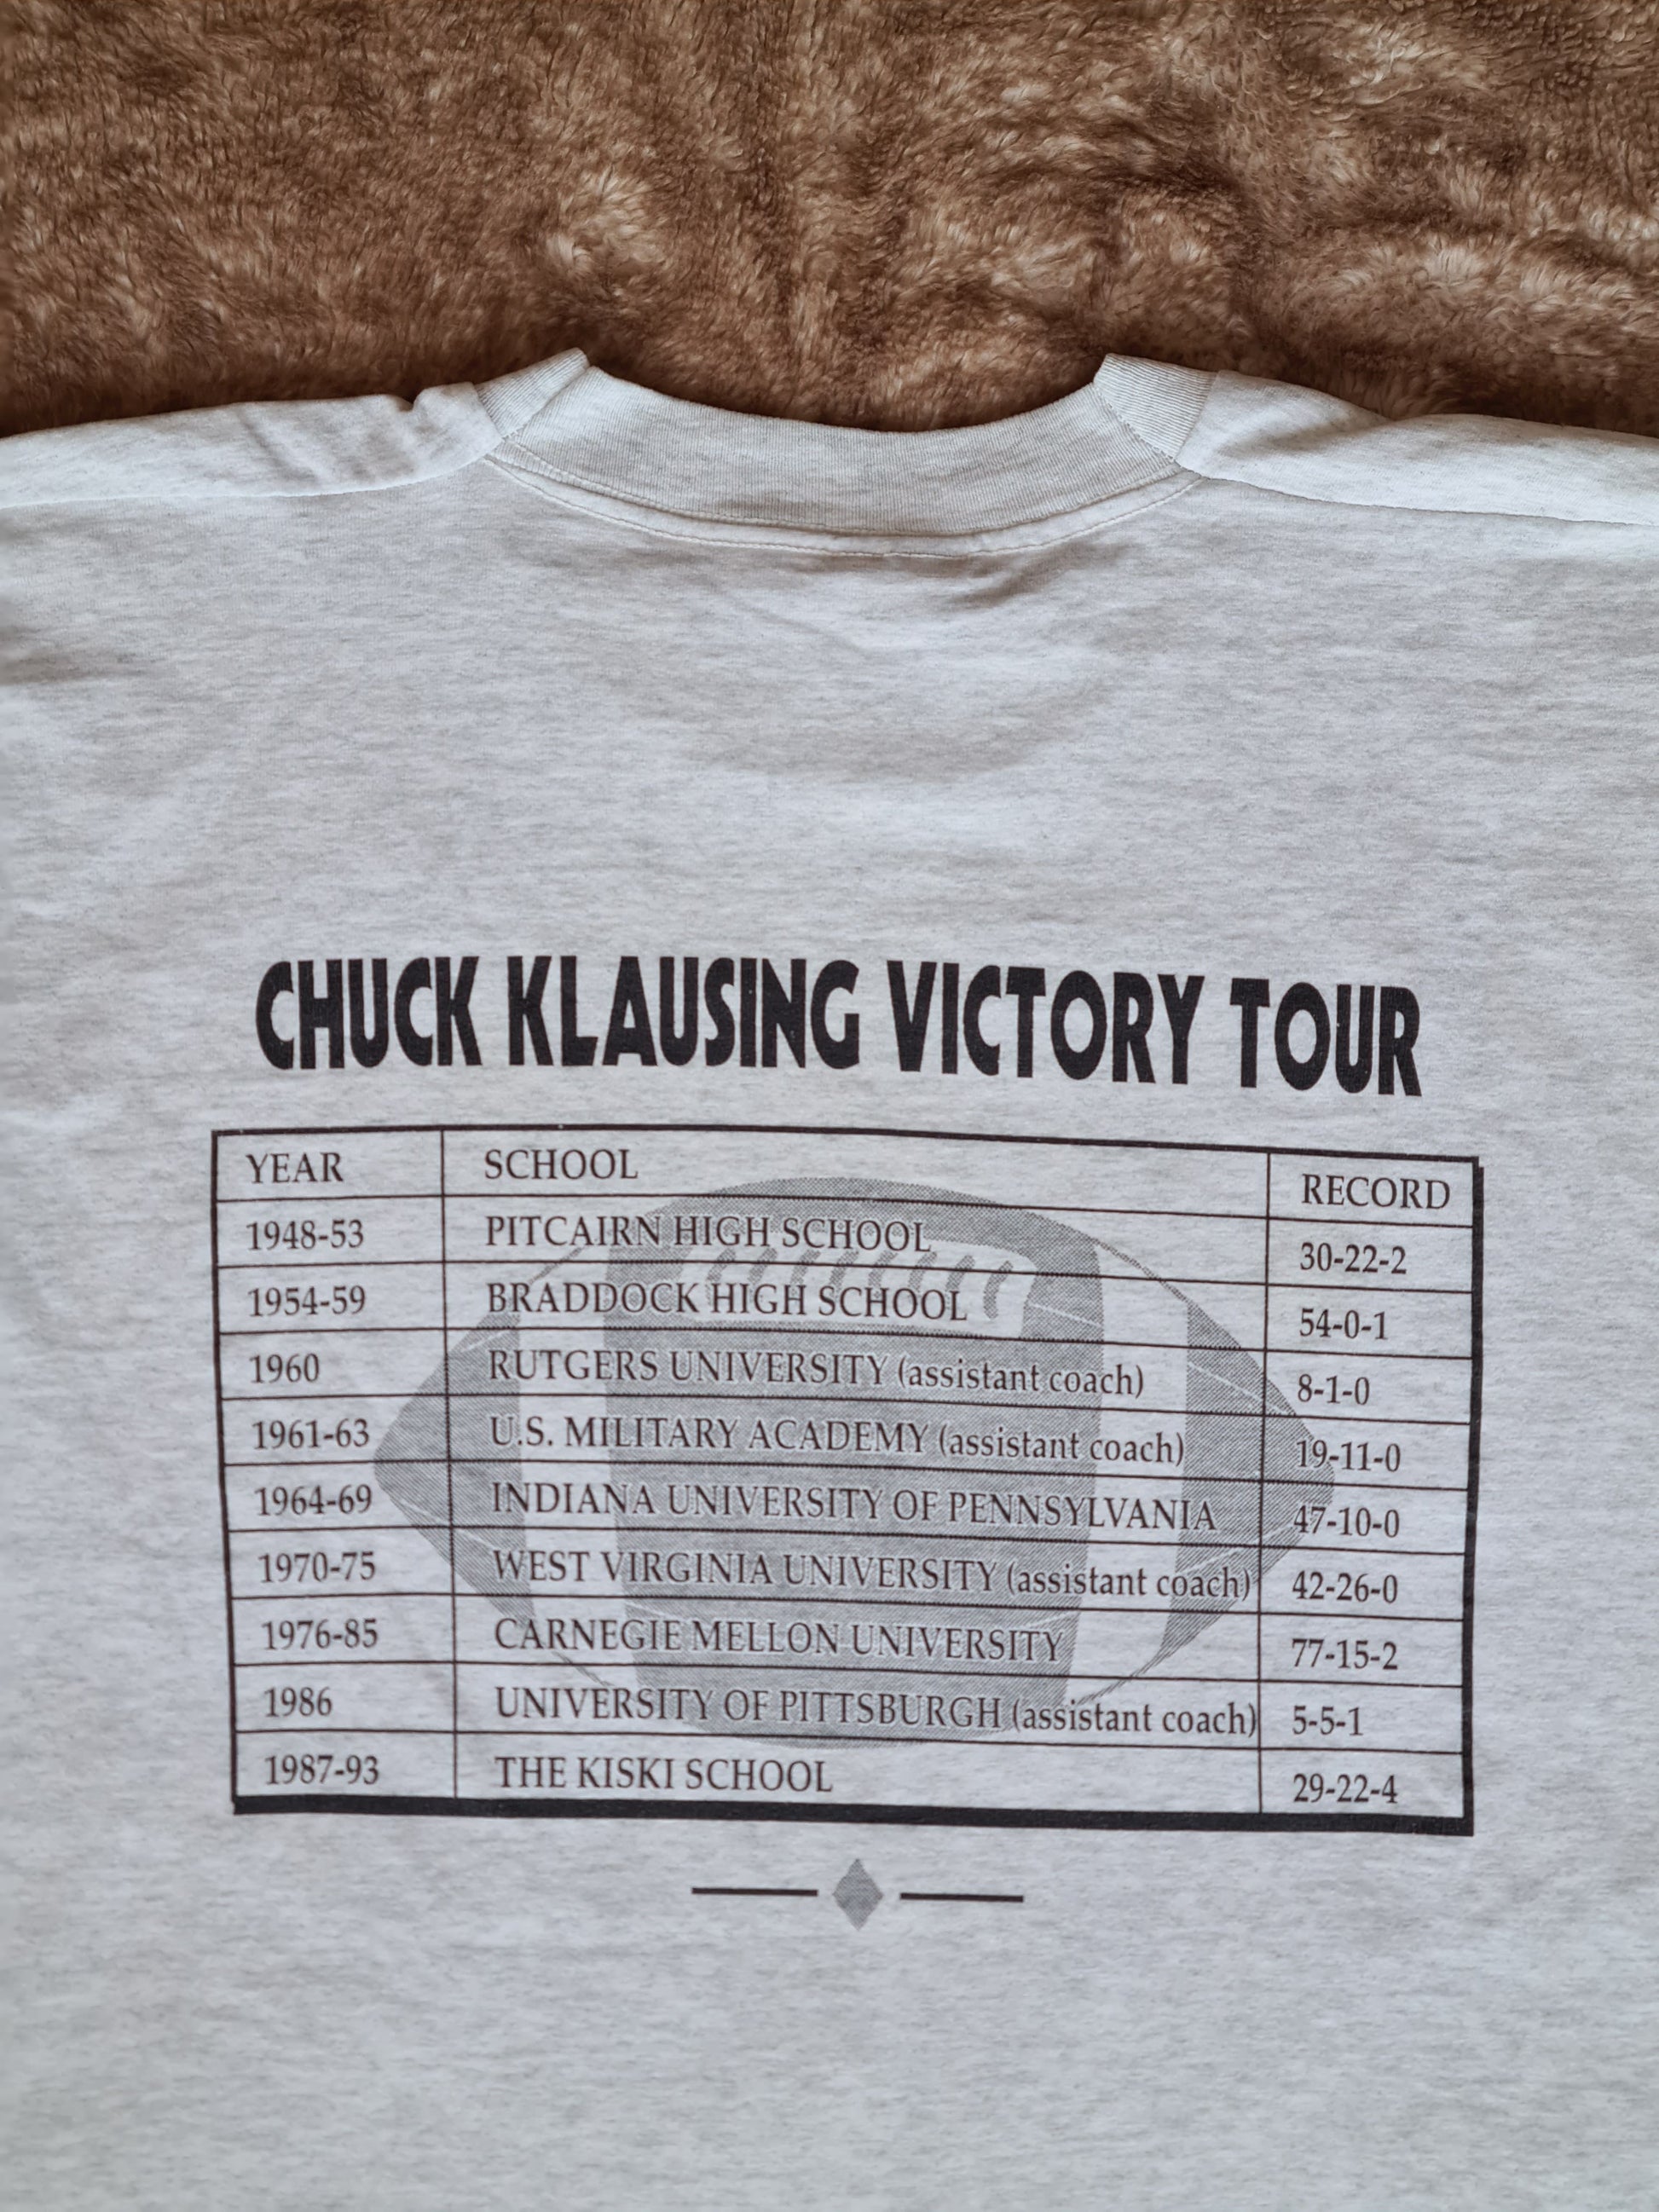 CHUCK KLAUSING VICTORY TOUR
YEAR SCHOOL RECORD
1948-53 PITCAIRN HIGH SCHOOL 30-22-2
1954-59 BRADDOCK HIGH SCHOOL 54-0-1
1960 RUTGERS UNIVERSITY (assistant coach) 8-1-0
1961-63 U.S. MILITARY ACADEMY (assistant coach) 19-11-0
1964-69 INDIANA UNIVERSITY OF PENNSYLVANIA 47-10-0
1970-75 WEST VIRGINIA UNIVERSITY (assistant coach) 42-26-0
1976-85 CARNEGIE MELLON UNIVERSITY 77-15-2
1986 UNIVERSITY OF PITTSBURGH (assistant coach) 5-5-1
1987-93 THE KISKI SCHOOL 29-22-4